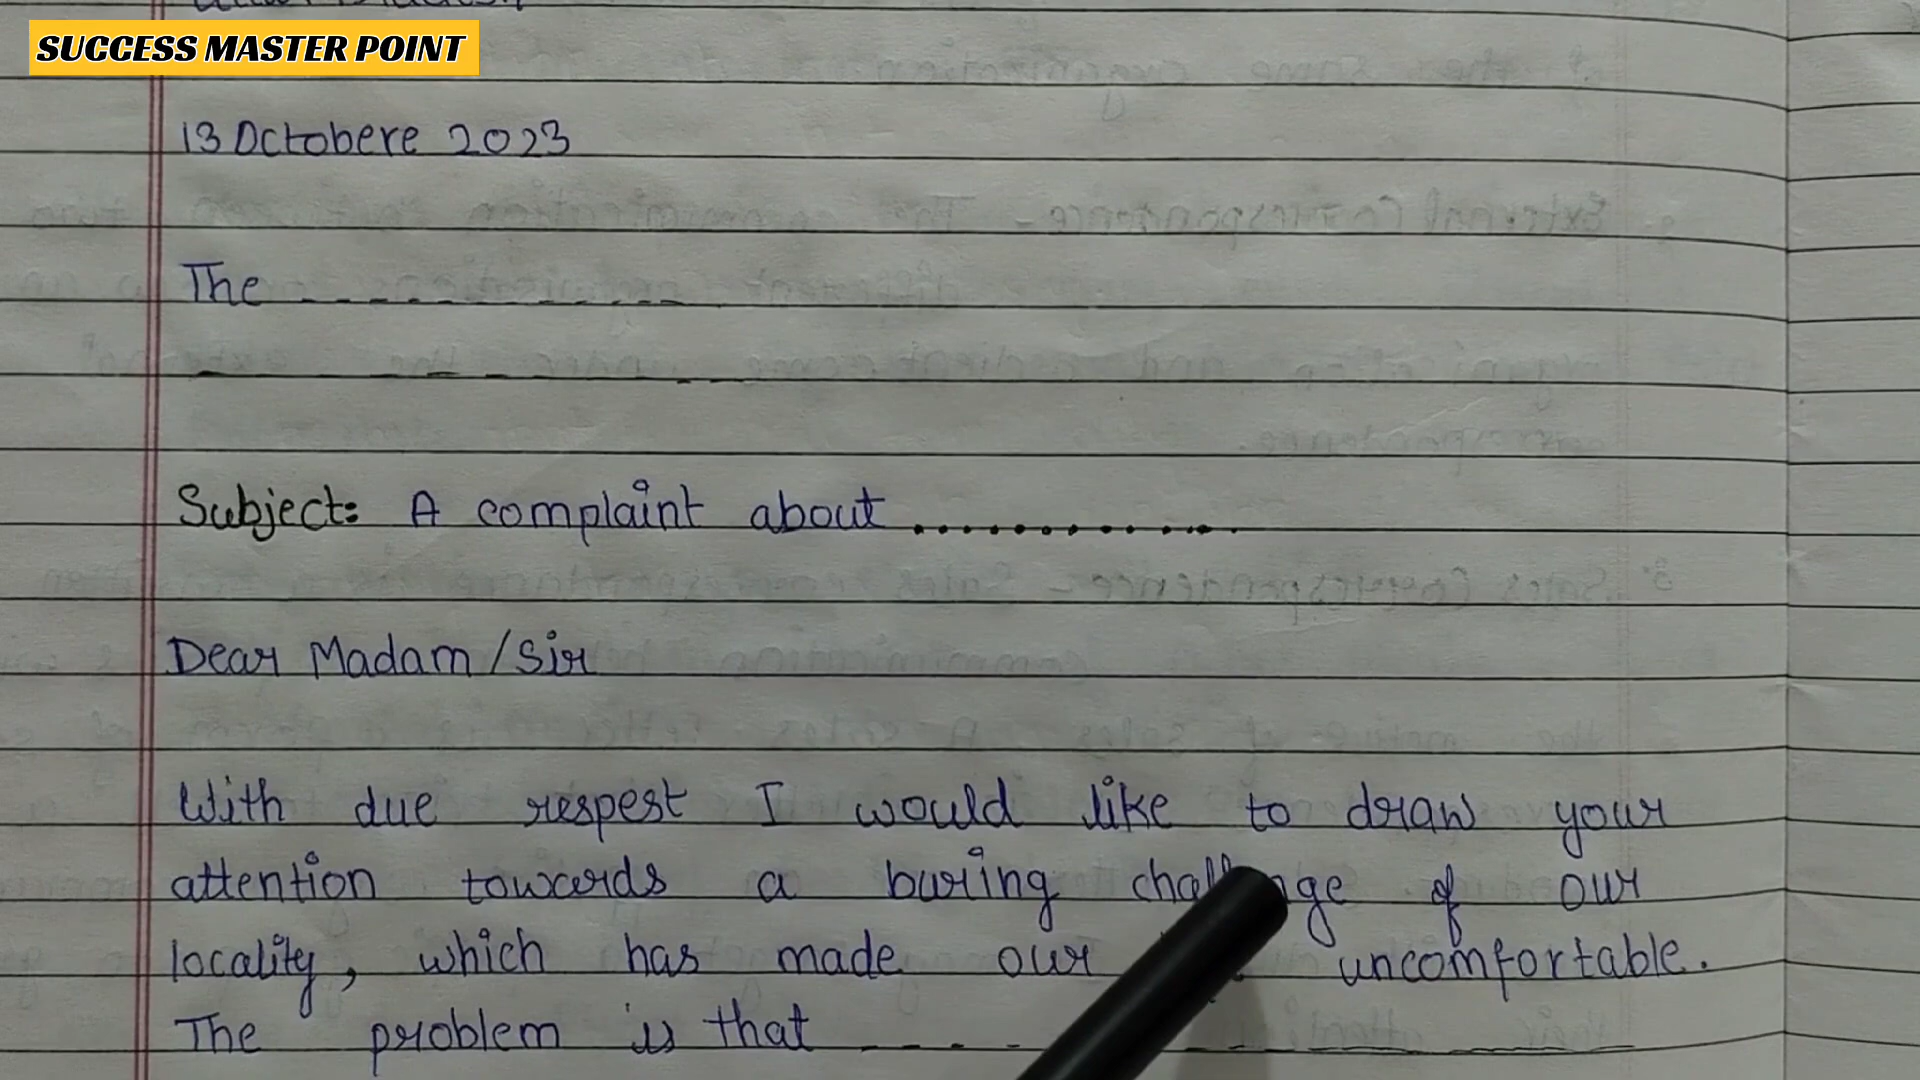 SUCCESS MASTER POINT
13 Octobere 2023
The _ _ _ _ _ _ _ _ _ _ _ _
_ _ _ _ _ _ _ _ _ _
Subject: A complaint about ..............
Dear Madam / Sir
With due respest I would like to draw your
attention towards a buring challenge of our
locality, which has made our uncomfortable.
The problem is that _ _ _ _ _ _ _ _ _ _